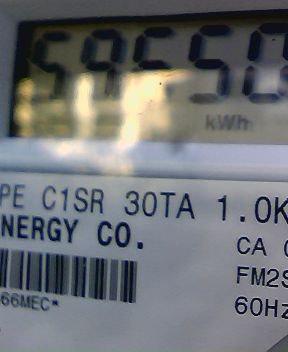 59550
kWh
PE C1SR 30TA 1.0K
NERGY CO.
CA
FM2S
66MEC*
60Hz